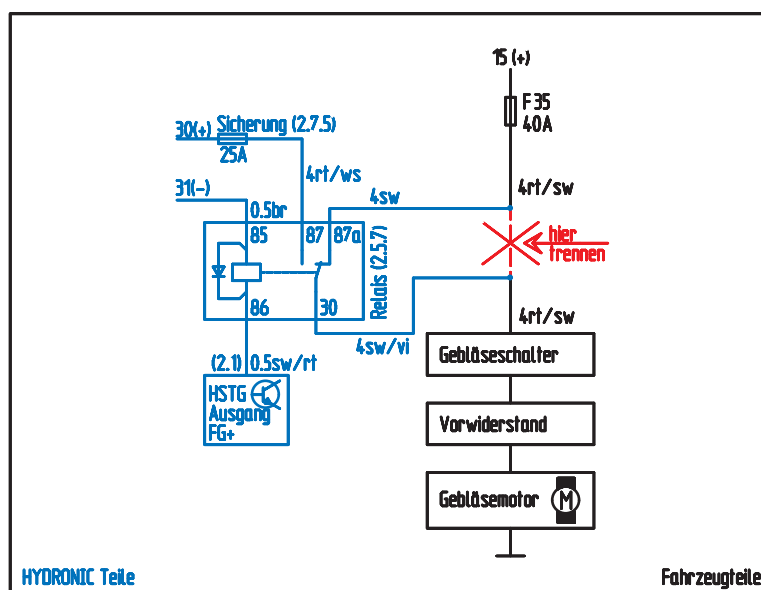 15 (+)
F 35
40A
Sicherung (2.7.5)
30(+)
25A
31(-)
4rt/ws
4sw
4rt/sw
0.5br
85
87
87a
hier
trennen
Relais (2.5.7)
86
30
4sw/vi
4rt/sw
(2.1)
0.5sw/rt
HSTG
Ausgang
FG+
Gebläseschalter
Vorwiderstand
Gebläsemotor
M
HYDRONIC Teile
Fahrzeugteile